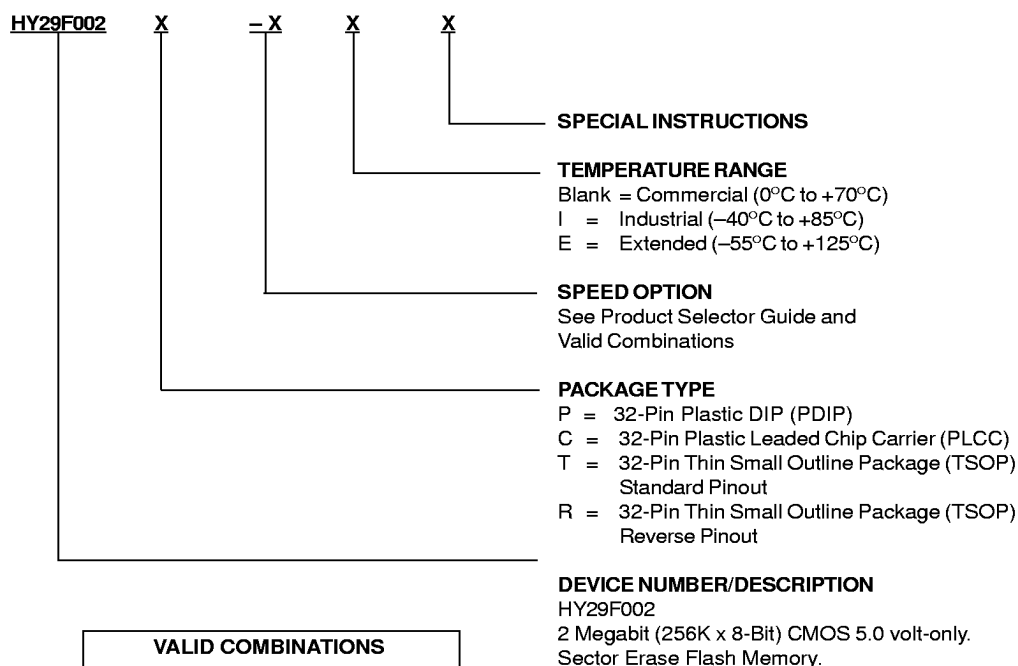 HY29F002 X – X X X
SPECIAL INSTRUCTIONS
TEMPERATURE RANGE
Blank = Commercial (0°C to +70°C)
I = Industrial (–40°C to +85°C)
E = Extended (–55°C to +125°C)
SPEED OPTION
See Product Selector Guide and
Valid Combinations
PACKAGE TYPE
P = 32-Pin Plastic DIP (PDIP)
C = 32-Pin Plastic Leaded Chip Carrier (PLCC)
T = 32-Pin Thin Small Outline Package (TSOP)
Standard Pinout
R = 32-Pin Thin Small Outline Package (TSOP)
Reverse Pinout
DEVICE NUMBER/DESCRIPTION
HY29F002
2 Megabit (256K x 8-Bit) CMOS 5.0 volt-only.
Sector Erase Flash Memory.
VALID COMBINATIONS